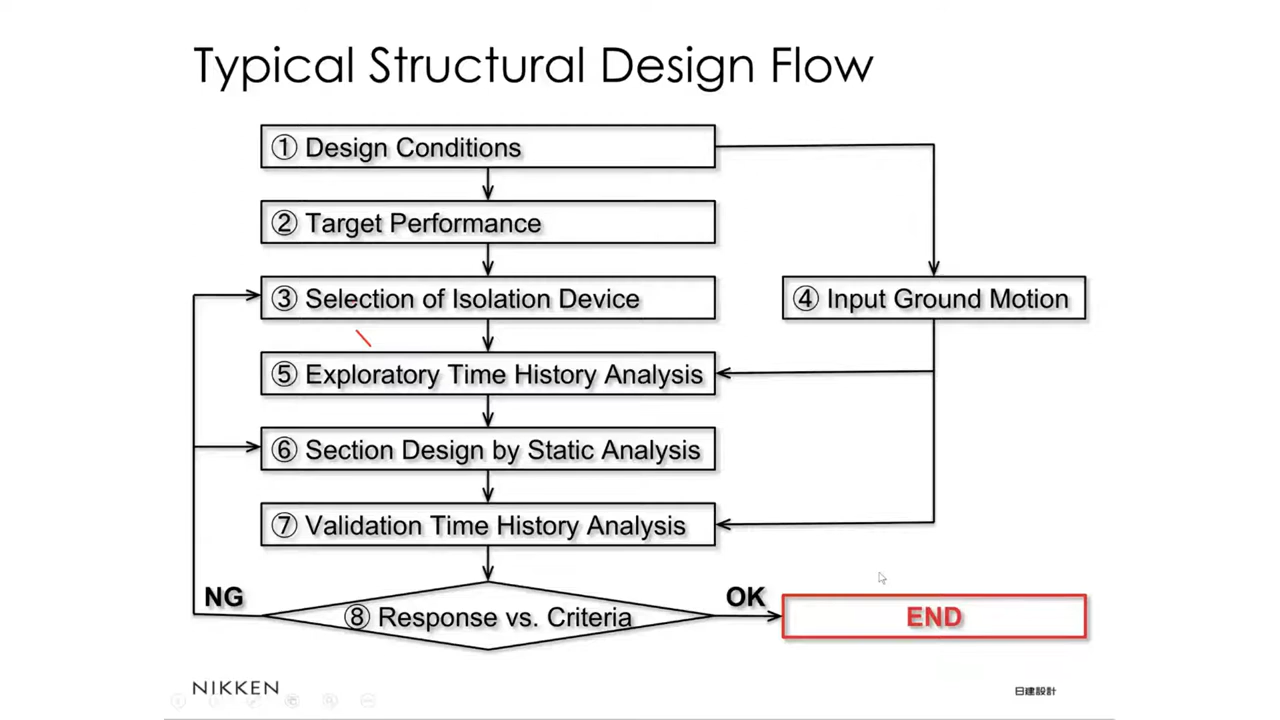 Typical Structural Design Flow
① Design Conditions
② Target Performance
③ Selection of Isolation Device
④ Input Ground Motion
⑤ Exploratory Time History Analysis
⑥ Section Design by Static Analysis
⑦ Validation Time History Analysis
NG
⑧ Response vs. Criteria
OK
END
NIKKEN
日建設計